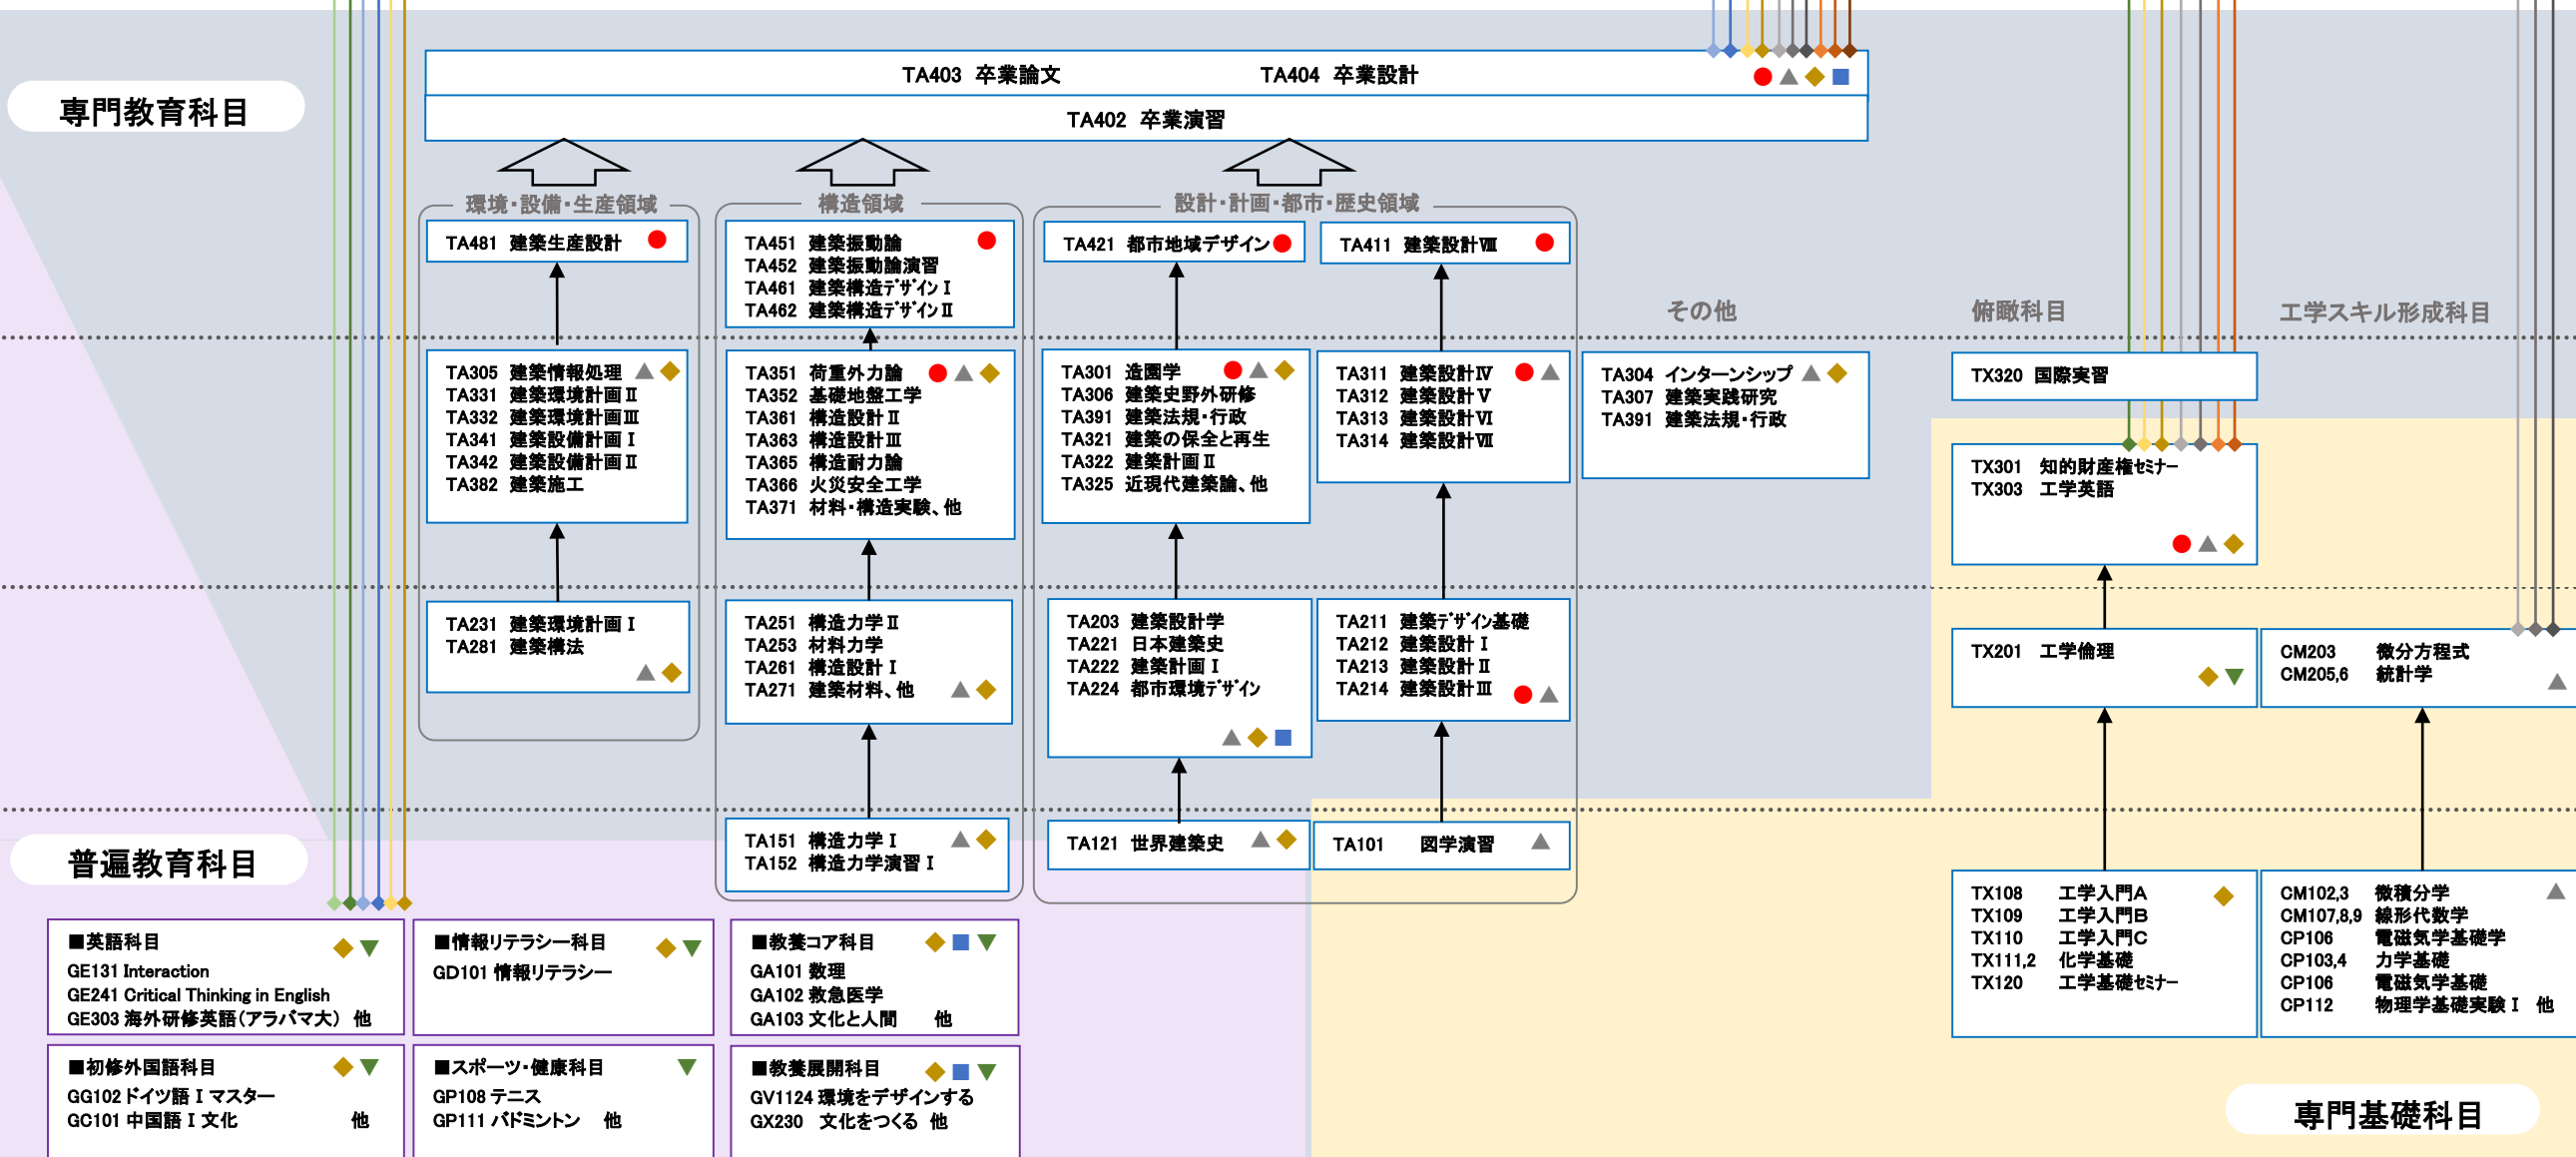 専門教育科目
TA403 卒業論文 TA404 卒業設計
TA402 卒業演習
環境・設備・生産領域
TA481 建築生産設計
TA305 建築情報処理
TA331 建築環境計画Ⅱ
TA332 建築環境計画Ⅲ
TA341 建築設備計画Ⅰ
TA342 建築設備計画Ⅱ
TA382 建築施工
TA231 建築環境計画Ⅰ
TA281 建築構法
構造領域
TA451 建築振動論
TA452 建築振動論演習
TA461 建築構造デザインⅠ
TA462 建築構造デザインⅡ
TA351 荷重外力論
TA352 基礎地盤工学
TA361 構造設計Ⅱ
TA363 構造設計Ⅲ
TA365 構造耐力論
TA366 火災安全工学
TA371 材料・構造実験、他
TA251 構造力学Ⅱ
TA253 材料力学
TA261 構造設計Ⅰ
TA271 建築材料、他
TA151 構造力学Ⅰ
TA152 構造力学演習Ⅰ
設計・計画・都市・歴史領域
TA421 都市地域デザイン
TA301 造園学
TA306 建築史野外研修
TA391 建築法規・行政
TA321 建築の保全と再生
TA322 建築計画Ⅱ
TA325 近現代建築論、他
TA203 建築設計学
TA221 日本建築史
TA222 建築計画Ⅰ
TA224 都市環境デザイン
TA121 世界建築史
TA411 建築設計Ⅷ
TA311 建築設計Ⅳ
TA312 建築設計Ⅴ
TA313 建築設計Ⅵ
TA314 建築設計Ⅶ
TA211 建築デザイン基礎
TA212 建築設計Ⅰ
TA213 建築設計Ⅱ
TA214 建築設計Ⅲ
TA101 図学演習
その他
TA304 インターンシップ
TA307 建築実践研究
TA391 建築法規・行政
俯瞰科目
TX320 国際実習
TX301 知的財産権セミナー
TX303 工学英語
TX201 工学倫理
TX108 工学入門A
TX109 工学入門B
TX110 工学入門C
TX111,2 化学基礎
TX120 工学基礎セミナー
工学スキル形成科目
CM203 微分方程式
CM205,6 統計学
CM102,3 微積分学
CM107,8,9 線形代数学
CP106 電磁気学基礎学
CP103,4 力学基礎
CP106 電磁気学基礎
CP112 物理学基礎実験Ⅰ 他
専門基礎科目
普遍教育科目
■英語科目
GE131 Interaction
GE241 Critical Thinking in English
GE303 海外研修英語(アラバマ大) 他
■情報リテラシー科目
GD101 情報リテラシー
■教養コア科目
GA101 数理
GA102 救急医学
GA103 文化と人間 他
■初修外国語科目
GG102 ドイツ語Ⅰマスター
GC101 中国語Ⅰ文化 他
■スポーツ・健康科目
GP108 テニス
GP111 バドミントン 他
■教養展開科目
GV1124 環境をデザインする
GX230 文化をつくる 他